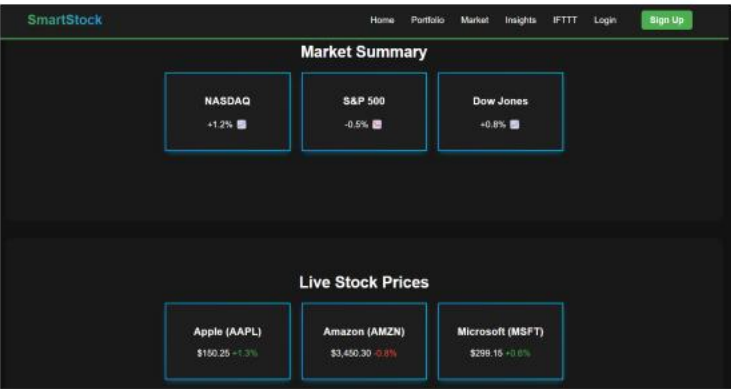 SmartStock
Home Portfolio Market Insights IFTTT Login Sign Up
Market Summary
NASDAQ S&P 500 Dow Jones
+1.2% -0.5% +0.8%
Live Stock Prices
Apple (AAPL) Amazon (AMZN) Microsoft (MSFT)
$150.25 +1.3% $3,450.30 -0.8% $299.15 +0.6%